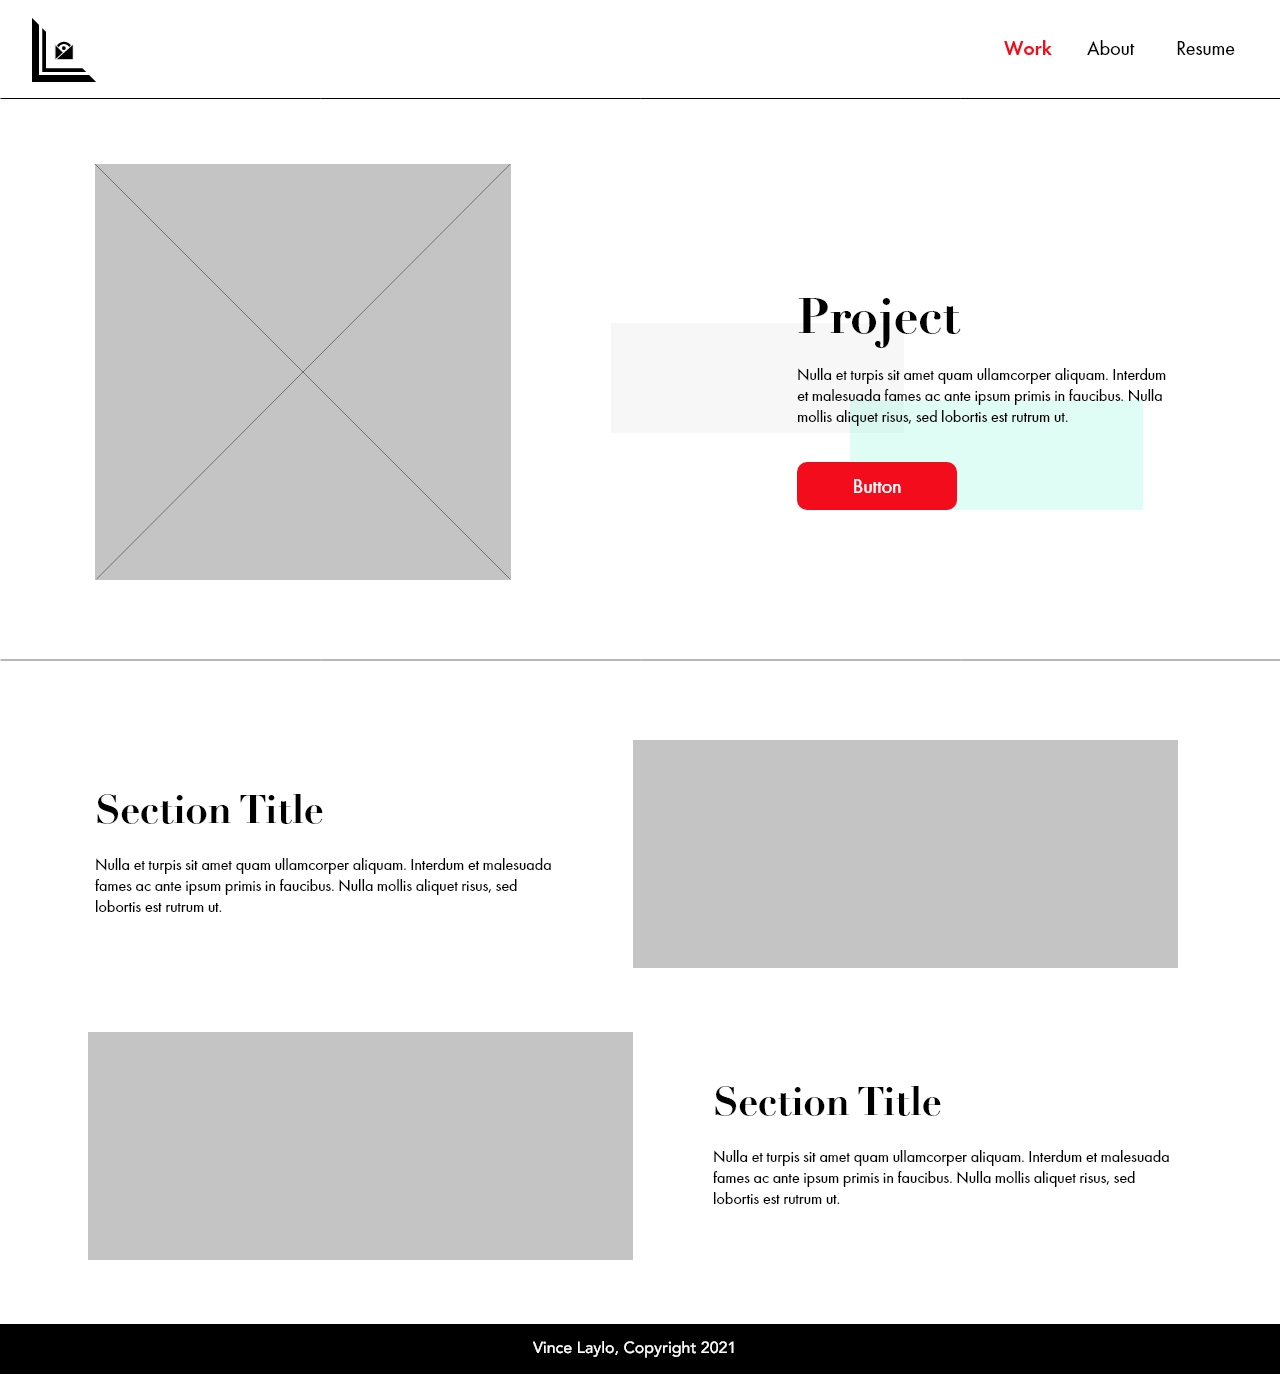 Work About Resume
Project
Nulla et turpis sit amet quam ullamcorper aliquam. Interdum
et malesuada fames ac ante ipsum primis in faucibus. Nulla
mollis aliquet risus, sed lobortis est rutrum ut.
Button
Section Title
Nulla et turpis sit amet quam ullamcorper aliquam. Interdum et malesuada
fames ac ante ipsum primis in faucibus. Nulla mollis aliquet risus, sed
lobortis est rutrum ut.
Section Title
Nulla et turpis sit amet quam ullamcorper aliquam. Interdum et malesuada
fames ac ante ipsum primis in faucibus. Nulla mollis aliquet risus, sed
lobortis est rutrum ut.
Vince Laylo, Copyright 2021